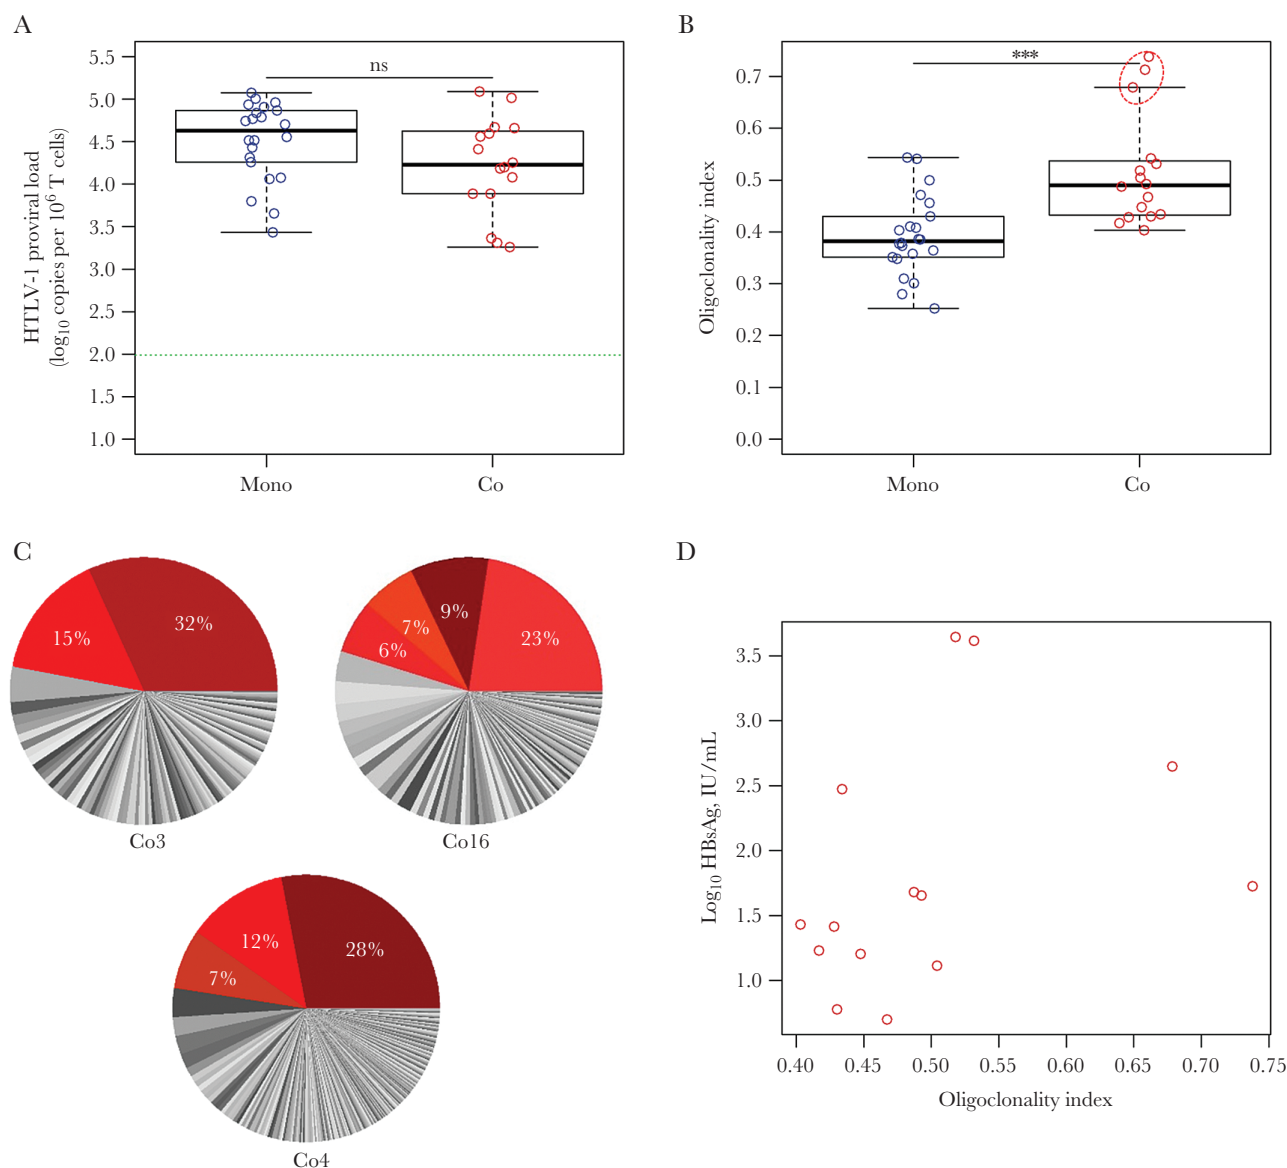 A
HTLV-1 proviral load
(log10 copies per 10^6 T cells)
5.5
5.0
4.5
4.0
3.5
3.0
2.5
2.0
1.5
1.0
ns
Mono
Co
B
Oligoclonality index
0.7
0.6
0.5
0.4
0.3
0.2
0.1
0.0
***
Mono
Co
C
15%
32%
Co3
6%
7%
9%
23%
Co16
7%
12%
28%
Co4
D
Log10 HBsAg, IU/mL
3.5
3.0
2.5
2.0
1.5
1.0
0.40 0.45 0.50 0.55 0.60 0.65 0.70 0.75
Oligoclonality index